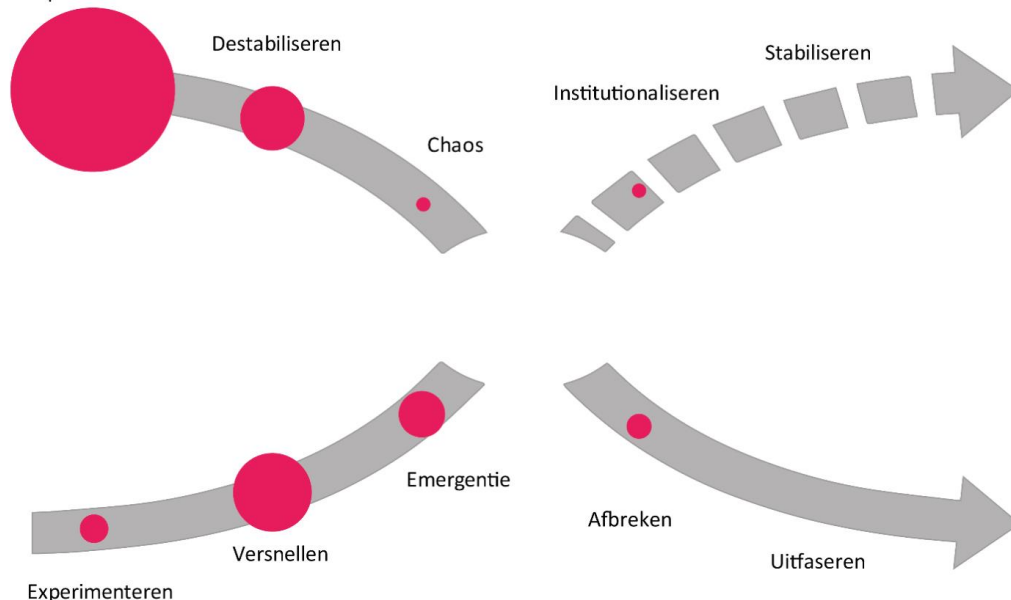 Destabiliseren
Stabiliseren
Institutionaliseren
Chaos
Emergentie
Afbreken
Versnellen
Uitfaseren
Experimenteren